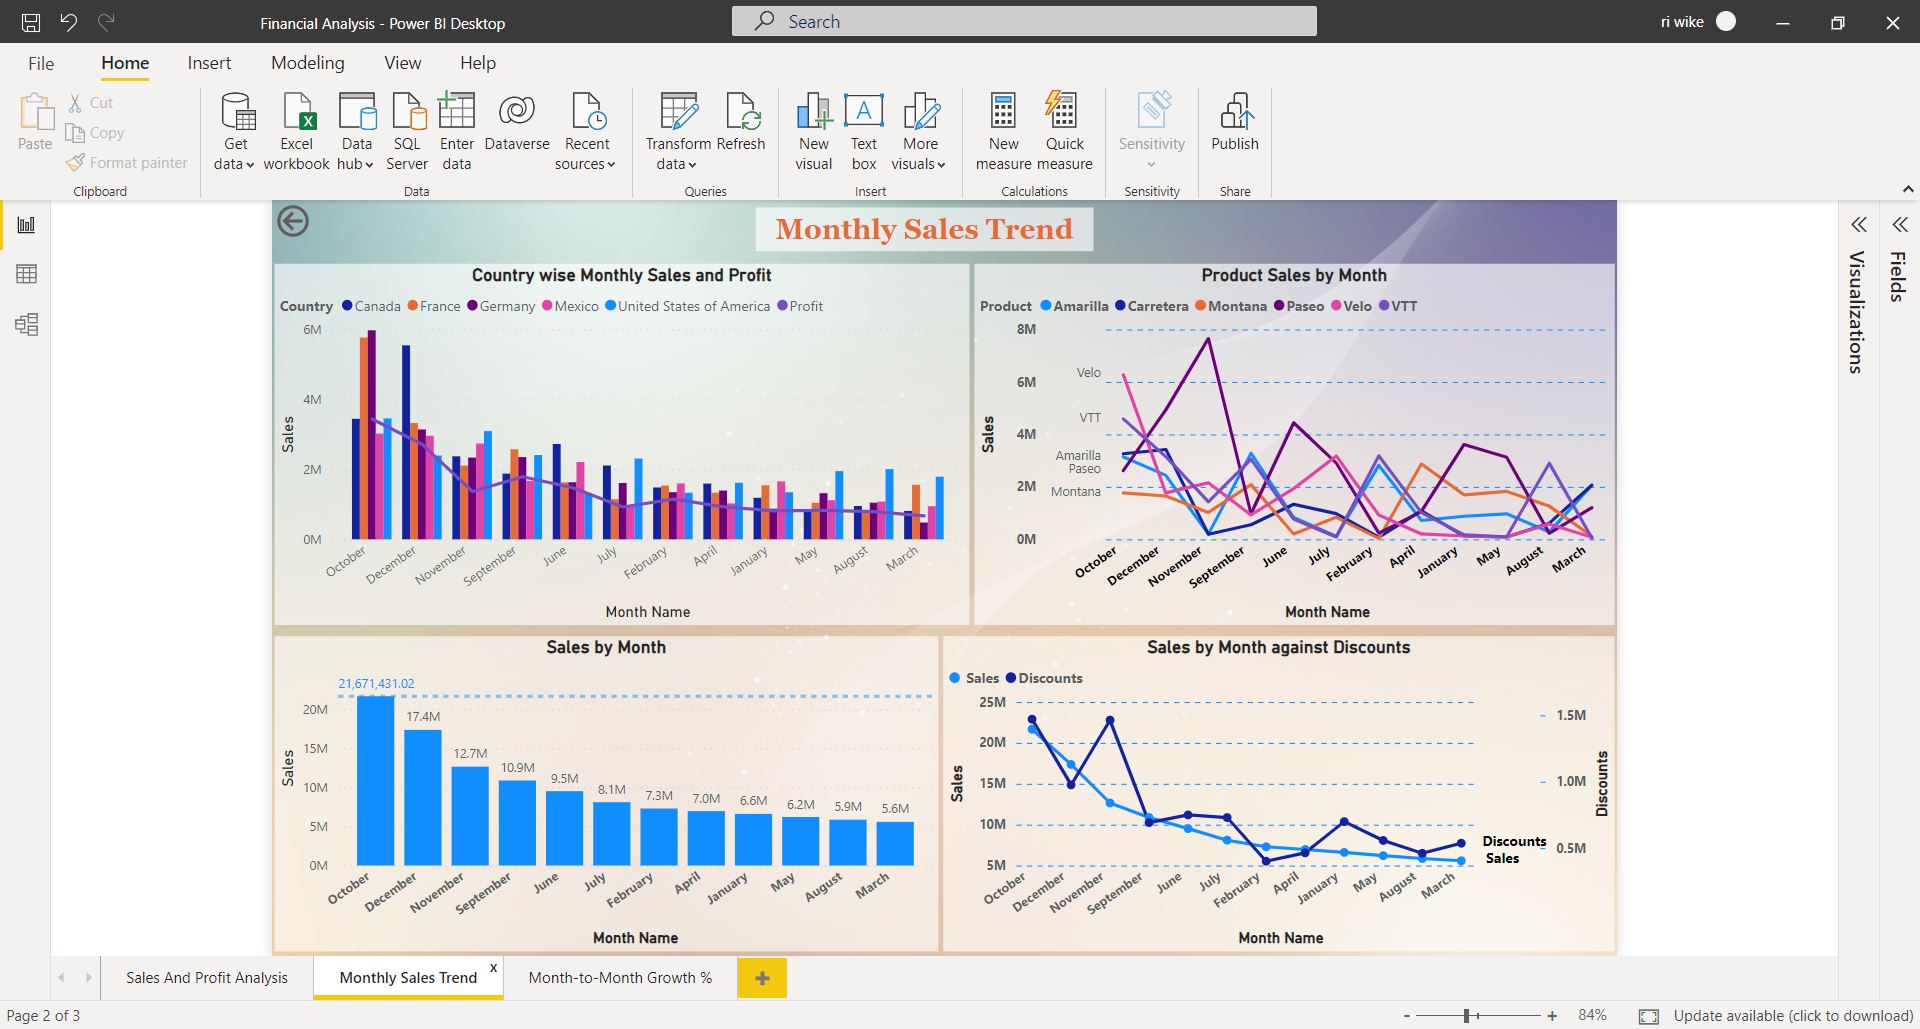 Financial Analysis - Power BI Desktop
Search
ri wike
File Home Insert Modeling View Help
Paste
Cut
Copy
Format painter
Clipboard
Get data
Excel workbook
Data hub
SQL Server
Enter data
Dataverse
Recent sources
Data
Transform data
Refresh
Queries
New visual
Text box
More visuals
Insert
New measure
Quick measure
Calculations
Sensitivity
Sensitivity
Publish
Share
Monthly Sales Trend
Country wise Monthly Sales and Profit
Country Canada France Germany Mexico United States of America Profit
6M
4M
2M
0M
Sales
October December November September June July February April January May August March
Month Name
Product Sales by Month
Product Amarilla Carretera Montana Paseo Velo VTT
8M
6M
4M
2M
0M
Sales
Velo
VTT
Amarilla
Paseo
Montana
October December November September June July February April January May August March
Month Name
Sales by Month
21,671,431.02
17.4M
12.7M
10.9M
9.5M
8.1M
7.3M
7.0M
6.6M
6.2M
5.9M
5.6M
20M
15M
10M
5M
0M
Sales
October December November September June July February April January May August March
Month Name
Sales by Month against Discounts
Sales Discounts
25M
20M
15M
10M
5M
Sales
1.5M
1.0M
0.5M
Discounts
Discounts
Sales
October December November September June July February April January May August March
Month Name
Visualizations
Fields
Sales And Profit Analysis
Monthly Sales Trend
x
Month-to-Month Growth %
+
Page 2 of 3
- + 84%
Update available (click to download)